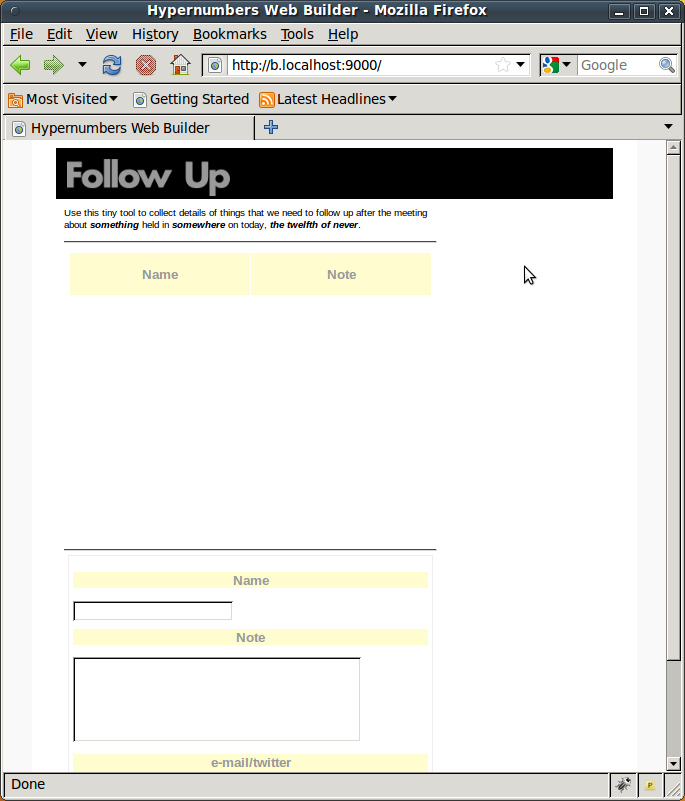 Hypernumbers Web Builder - Mozilla Firefox
File Edit View History Bookmarks Tools Help
http://b.localhost:9000/ Google
Most Visited Getting Started Latest Headlines
Hypernumbers Web Builder
Follow Up
Use this tiny tool to collect details of things that we need to follow up after the meeting
about something held in somewhere on today, the twelfth of never.
Name Note
Name
Note
e-mail/twitter
Done P